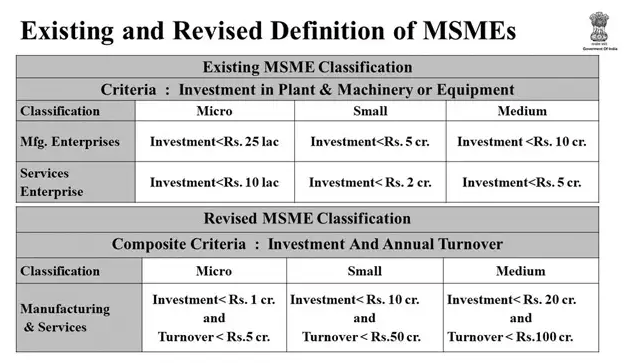 Existing and Revised Definition of MSMEs
Government Of India
Existing MSME Classification
Criteria : Investment in Plant & Machinery or Equipment
Classification Micro Small Medium
Mfg. Enterprises Investment<Rs. 25 lac Investment<Rs. 5 cr. Investment <Rs. 10 cr.
Services
Enterprise Investment<Rs. 10 lac Investment< Rs. 2 cr. Investment<Rs. 5 cr.
Revised MSME Classification
Composite Criteria : Investment And Annual Turnover
Classification Micro Small Medium
Manufacturing
& Services
Investment< Rs. 1 cr.
and
Turnover < Rs.5 cr.
Investment< Rs. 10 cr.
and
Turnover < Rs.50 cr.
Investment< Rs. 20 cr.
and
Turnover < Rs.100 cr.